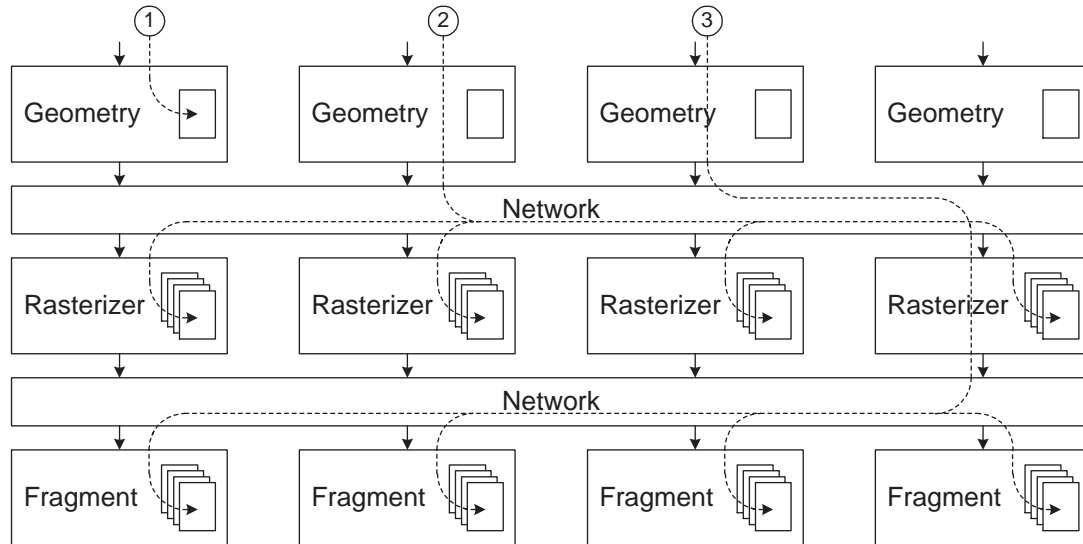 1 2 3
Geometry Geometry Geometry Geometry
Network
Rasterizer Rasterizer Rasterizer Rasterizer
Network
Fragment Fragment Fragment Fragment